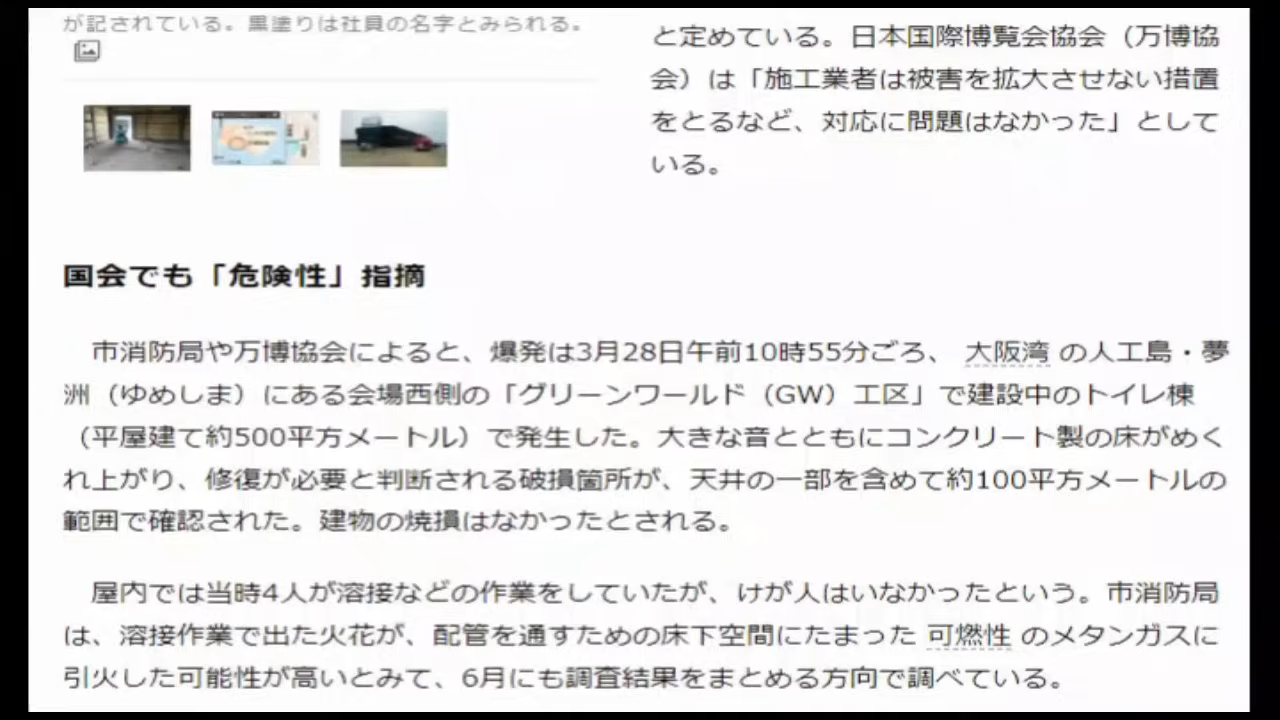 が記されている。黒塗りは社員の名字とみられる。
と定めている。日本国際博覧会協会（万博協
会）は「施工業者は被害を拡大させない措置
をとるなど、対応に問題はなかった」として
いる。
国会でも「危険性」指摘
市消防局や万博協会によると、爆発は3月28日午前10時55分ごろ、 大阪湾 の人工島・夢
洲（ゆめしま）にある会場西側の「グリーンワールド（GW）工区」で建設中のトイレ棟
（平屋建て約500平方メートル）で発生した。大きな音とともにコンクリート製の床がめく
れ上がり、修復が必要と判断される破損箇所が、天井の一部を含めて約100平方メートルの
範囲で確認された。建物の焼損はなかったとされる。
屋内では当時4人が溶接などの作業をしていたが、けが人はいなかったという。市消防局
は、溶接作業で出た火花が、配管を通すための床下空間にたまった 可燃性 のメタンガスに
引火した可能性が高いとみて、6月にも調査結果をまとめる方向で調べている。